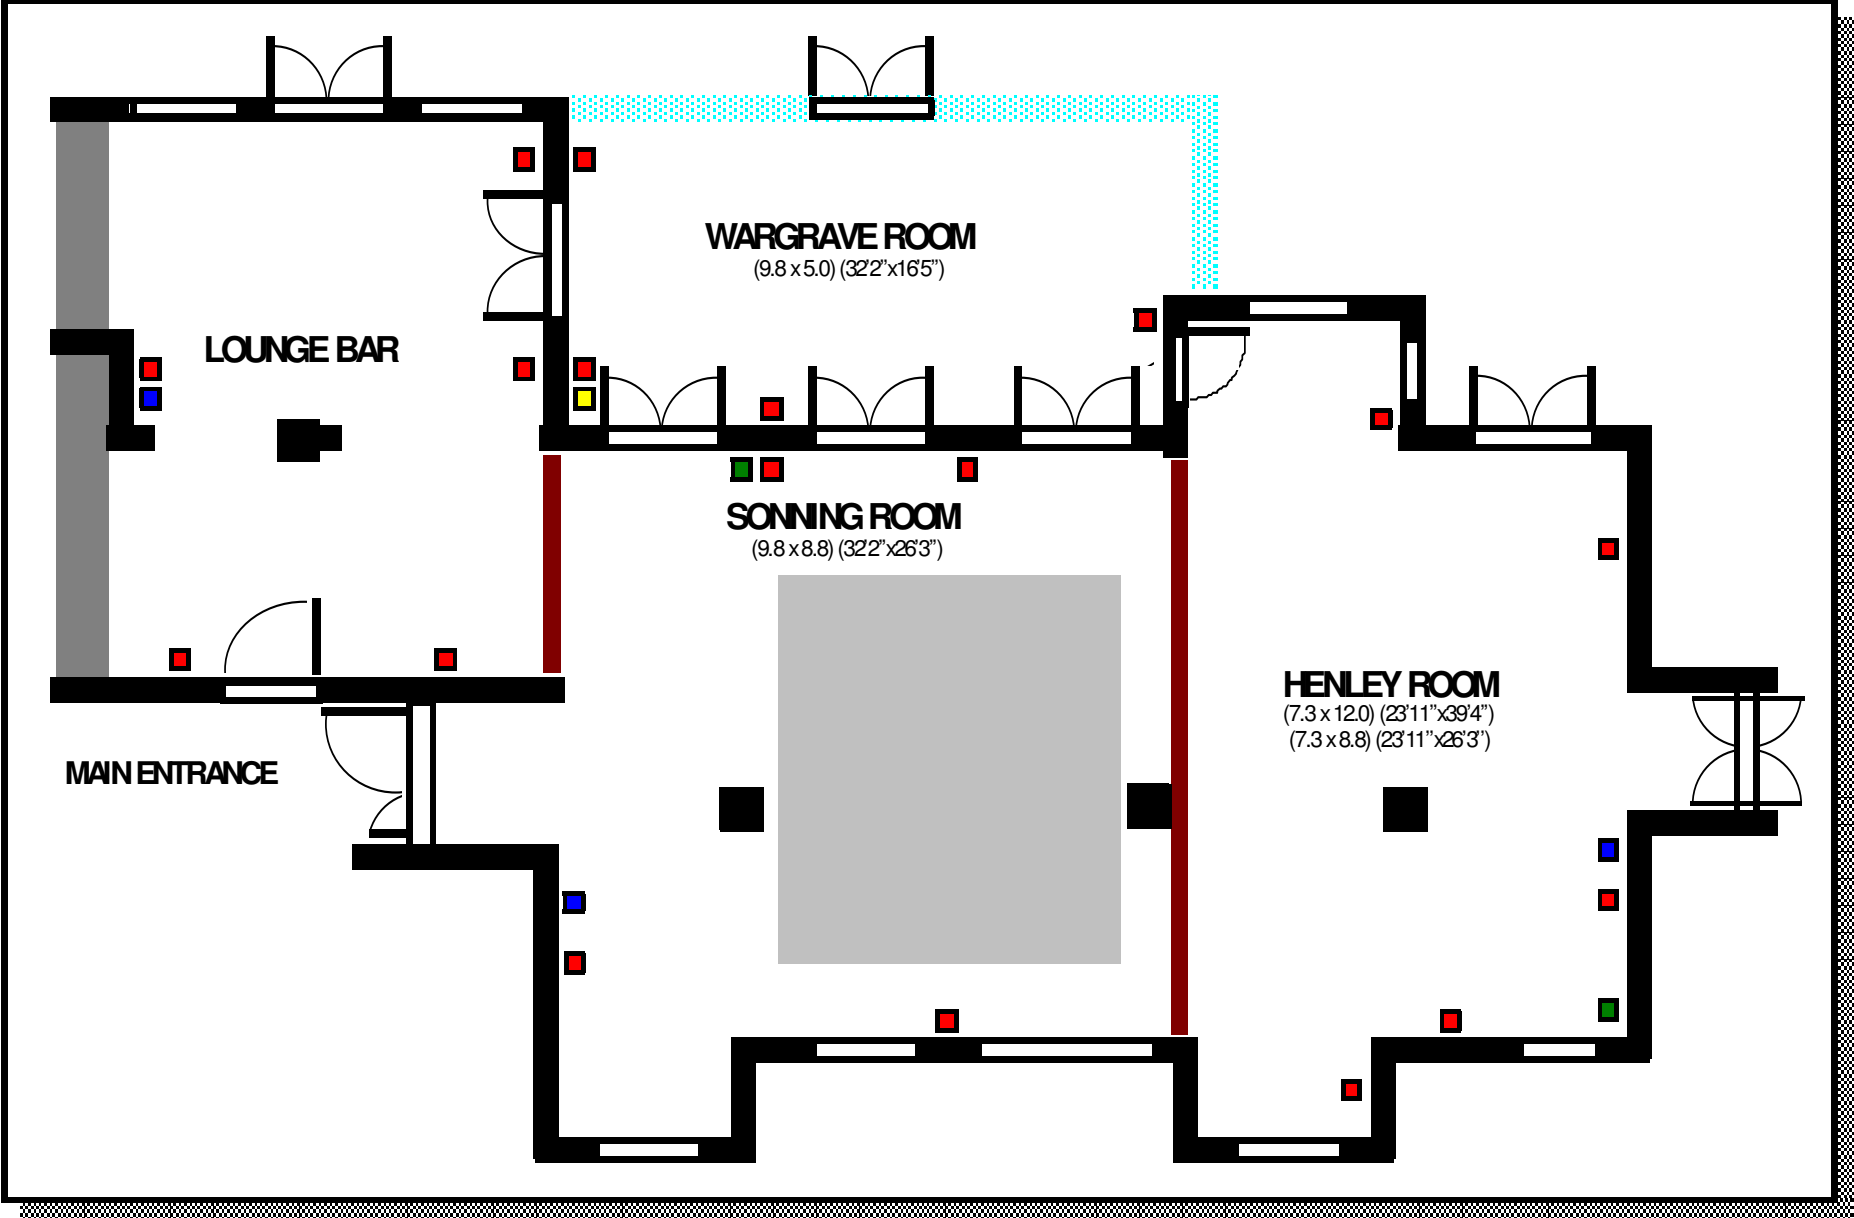 WARGRAVE ROOM
(9.8 x 5.0) (32'2"x16'5")
LOUNGE BAR
SONNING ROOM
(9.8 x 8.8) (32'2"x26'3")
HENLEY ROOM
(7.3 x 12.0) (23'11"x39'4")
(7.3 x 8.8) (23'11"x26'3")
MAIN ENTRANCE